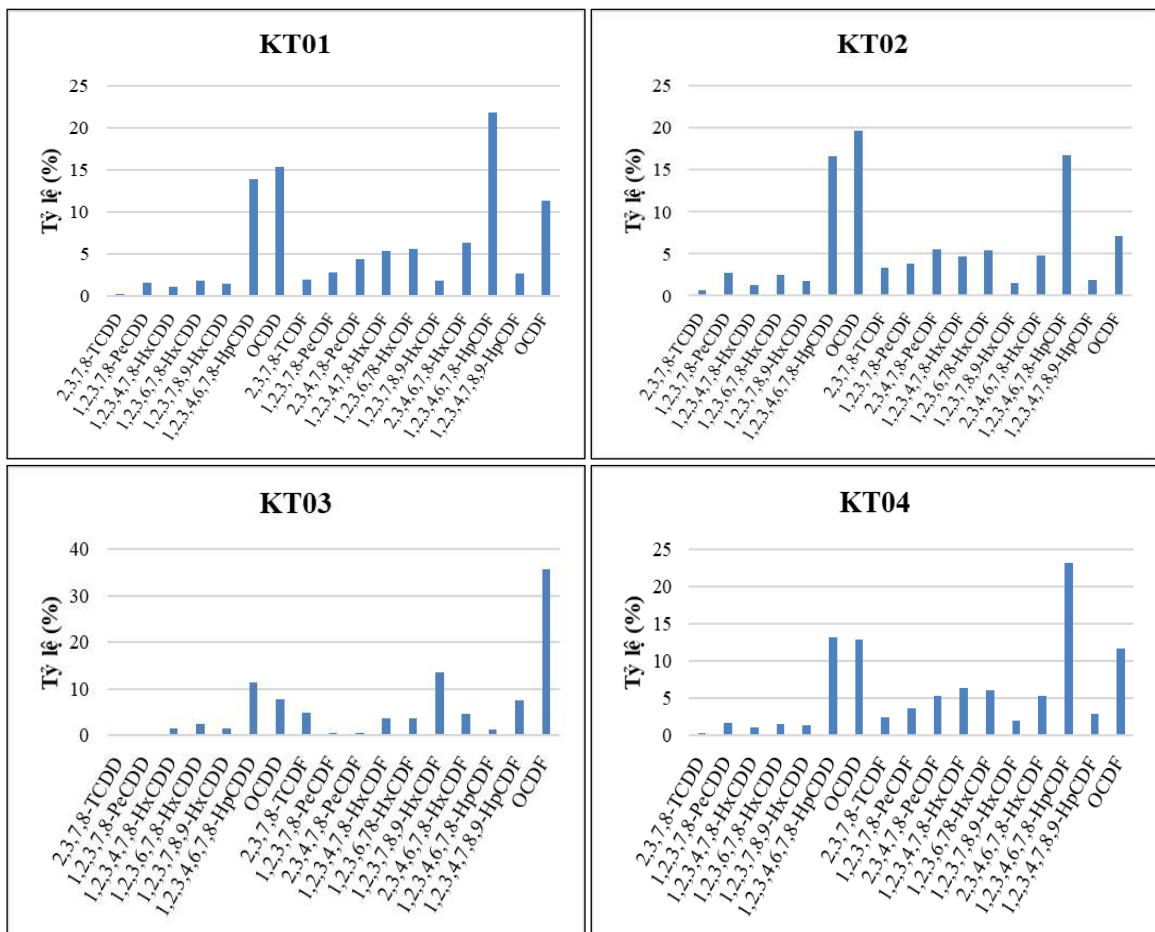 KT01
Tỷ lệ (%)
25
20
15
10
5
0
2,3,7,8-TCDD
1,2,3,7,8-PeCDD
1,2,3,4,7,8-HxCDD
1,2,3,6,7,8-HxCDD
1,2,3,7,8,9-HxCDD
1,2,3,4,6,7,8-HpCDD
OCDD
2,3,7,8-TCDF
1,2,3,7,8-PeCDF
2,3,4,7,8-PeCDF
1,2,3,4,7,8-HxCDF
1,2,3,6,78-HxCDF
1,2,3,7,8,9-HxCDF
2,3,4,6,7,8-HxCDF
1,2,3,4,6,7,8-HpCDF
1,2,3,4,7,8,9-HpCDF
OCDF
KT02
Tỷ lệ (%)
25
20
15
10
5
0
2,3,7,8-TCDD
1,2,3,7,8-PeCDD
1,2,3,4,7,8-HxCDD
1,2,3,6,7,8-HxCDD
1,2,3,7,8,9-HxCDD
1,2,3,4,6,7,8-HpCDD
OCDD
2,3,7,8-TCDF
1,2,3,7,8-PeCDF
2,3,4,7,8-PeCDF
1,2,3,4,7,8-HxCDF
1,2,3,6,78-HxCDF
1,2,3,7,8,9-HxCDF
2,3,4,6,7,8-HxCDF
1,2,3,4,6,7,8-HpCDF
1,2,3,4,7,8,9-HpCDF
OCDF
KT03
Tỷ lệ (%)
40
30
20
10
0
2,3,7,8-TCDD
1,2,3,7,8-PeCDD
1,2,3,4,7,8-HxCDD
1,2,3,6,7,8-HxCDD
1,2,3,7,8,9-HxCDD
1,2,3,4,6,7,8-HpCDD
OCDD
2,3,7,8-TCDF
1,2,3,7,8-PeCDF
2,3,4,7,8-PeCDF
1,2,3,4,7,8-HxCDF
1,2,3,6,78-HxCDF
1,2,3,7,8,9-HxCDF
2,3,4,6,7,8-HxCDF
1,2,3,4,6,7,8-HpCDF
1,2,3,4,7,8,9-HpCDF
OCDF
KT04
Tỷ lệ (%)
25
20
15
10
5
0
2,3,7,8-TCDD
1,2,3,7,8-PeCDD
1,2,3,4,7,8-HxCDD
1,2,3,6,7,8-HxCDD
1,2,3,7,8,9-HxCDD
1,2,3,4,6,7,8-HpCDD
OCDD
2,3,7,8-TCDF
1,2,3,7,8-PeCDF
2,3,4,7,8-PeCDF
1,2,3,4,7,8-HxCDF
1,2,3,6,78-HxCDF
1,2,3,7,8,9-HxCDF
2,3,4,6,7,8-HxCDF
1,2,3,4,6,7,8-HpCDF
1,2,3,4,7,8,9-HpCDF
OCDF